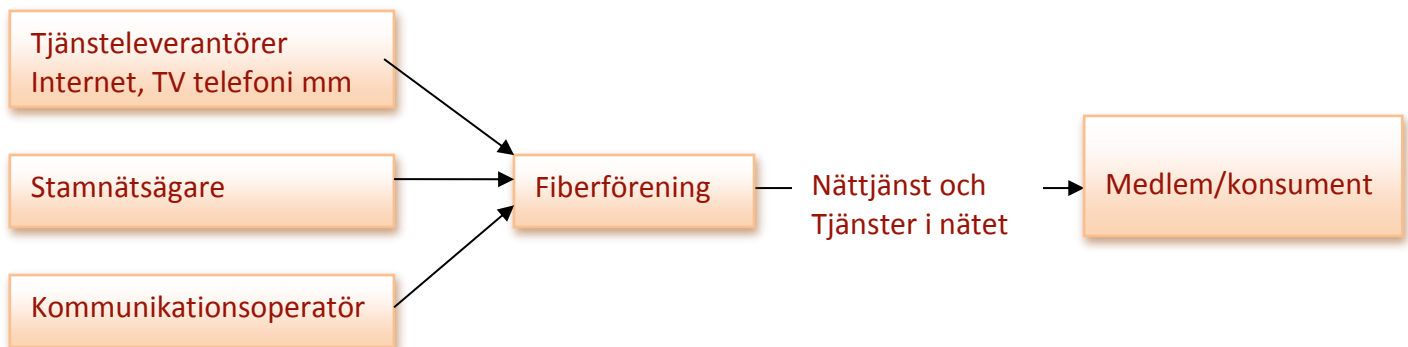 Tjänsteleverantörer
Internet, TV telefoni mm
Stamnätsägare
Fiberförening
Nättjänst och
Tjänster i nätet
Medlem/konsument
Kommunikationsoperatör